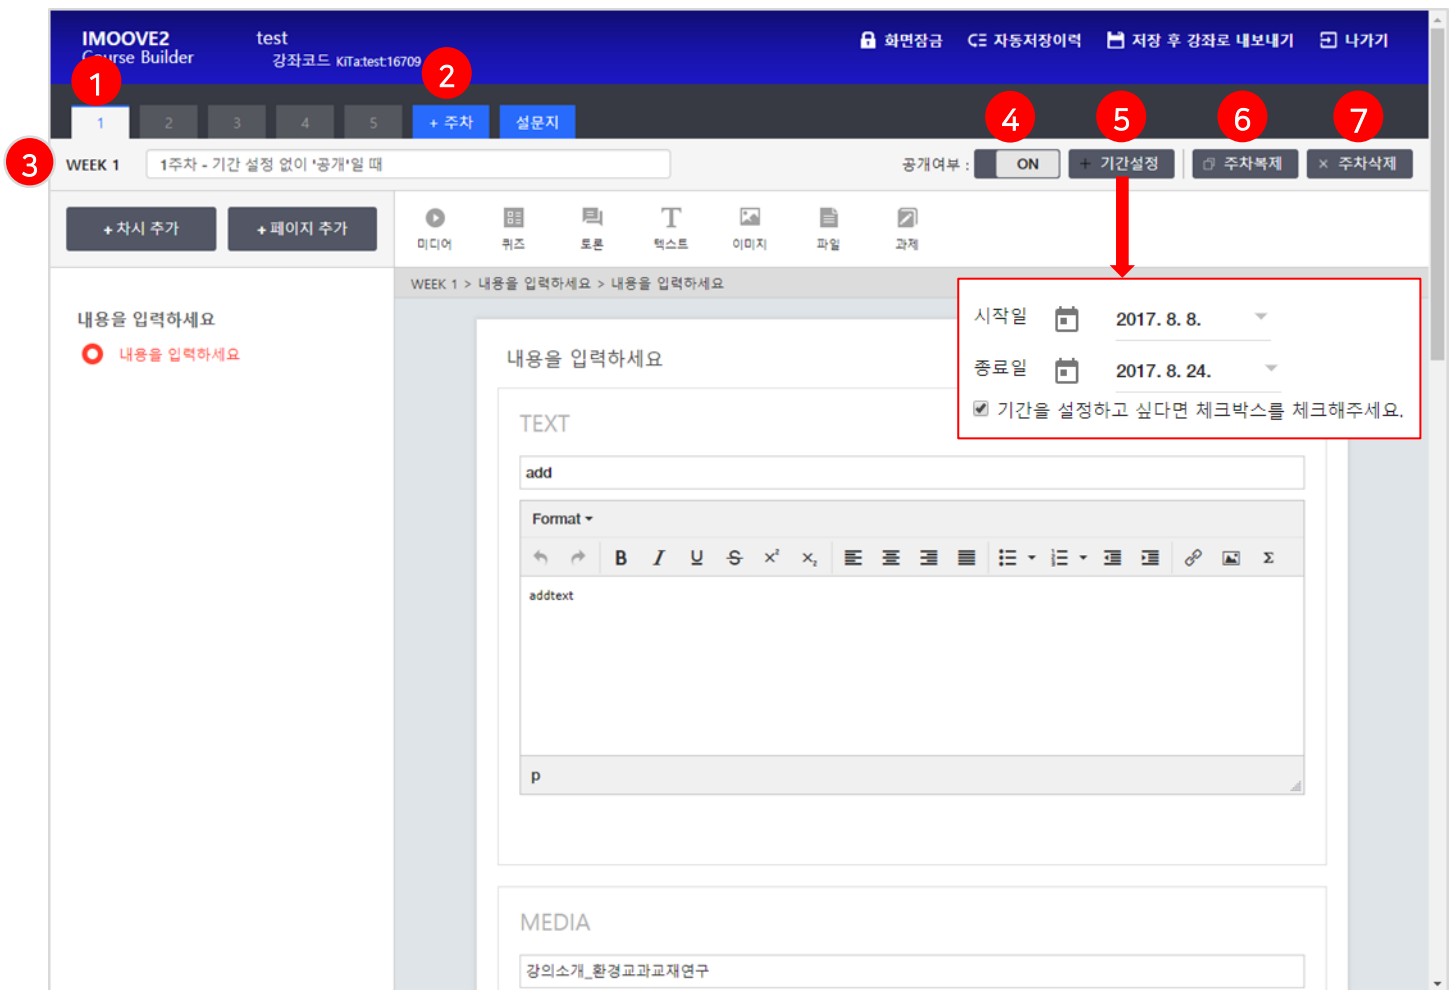 IMOOVE2
Course Builder
test
강좌코드 KiTa:test:16709
화면잠금
자동저장이력
저장 후 강좌로 내보내기
나가기
1
2
4
5
6
7
1
2
3
4
5
+ 주차
설문지
3
WEEK 1
1주차 - 기간 설정 없이 '공개'일 때
공개여부 :
ON
+ 기간설정
주차복제
× 주차삭제
+ 차시 추가
+ 페이지 추가
미디어
퀴즈
토론
텍스트
이미지
파일
과제
WEEK 1 > 내용을 입력하세요 > 내용을 입력하세요
내용을 입력하세요
내용을 입력하세요
시작일
2017. 8. 8.
종료일
2017. 8. 24.
기간을 설정하고 싶다면 체크박스를 체크해주세요.
내용을 입력하세요
TEXT
add
Format
B I U S x² x₂ Σ
addtext
p
MEDIA
강의소개_환경교과교재연구